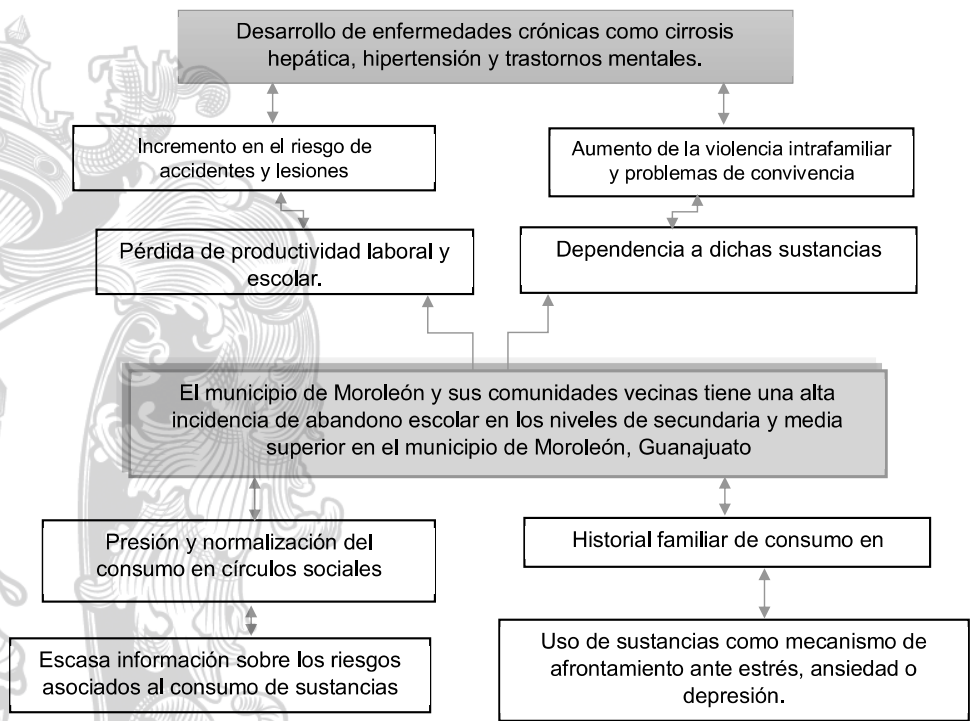 Desarrollo de enfermedades crónicas como cirrosis
hepática, hipertensión y trastornos mentales.
Incremento en el riesgo de
accidentes y lesiones
Aumento de la violencia intrafamiliar
y problemas de convivencia
Pérdida de productividad laboral y
escolar.
Dependencia a dichas sustancias
El municipio de Moroleón y sus comunidades vecinas tiene una alta
incidencia de abandono escolar en los niveles de secundaria y media
superior en el municipio de Moroleón, Guanajuato
Presión y normalización del
consumo en círculos sociales
Historial familiar de consumo en
Escasa información sobre los riesgos
asociados al consumo de sustancias
Uso de sustancias como mecanismo de
afrontamiento ante estrés, ansiedad o
depresión.